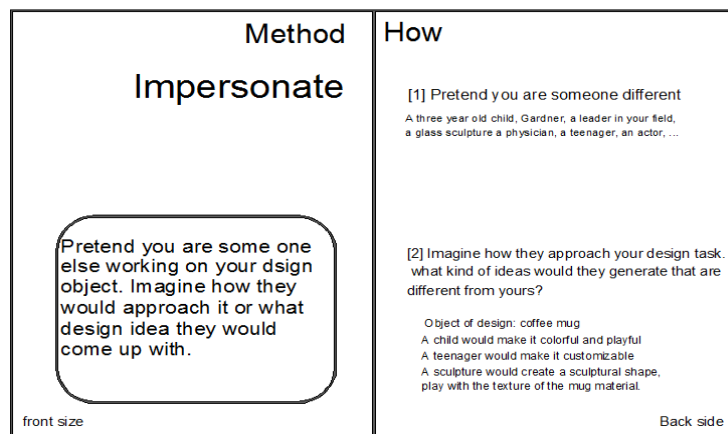 Method
Impersonate
Pretend you are some one
else working on your dsign
object. Imagine how they
would approach it or what
design idea they would
come up with.
front size
How
[1] Pretend you are someone different
A three year old child, Gardner, a leader in your field,
a glass sculpture a physician, a teenager, an actor, ...
[2] Imagine how they approach your design task.
what kind of ideas would they generate that are
different from yours?
Object of design: coffee mug
A child would make it colorful and playful
A teenager would make it customizable
A sculpture would create a sculptural shape,
play with the texture of the mug material.
Back side